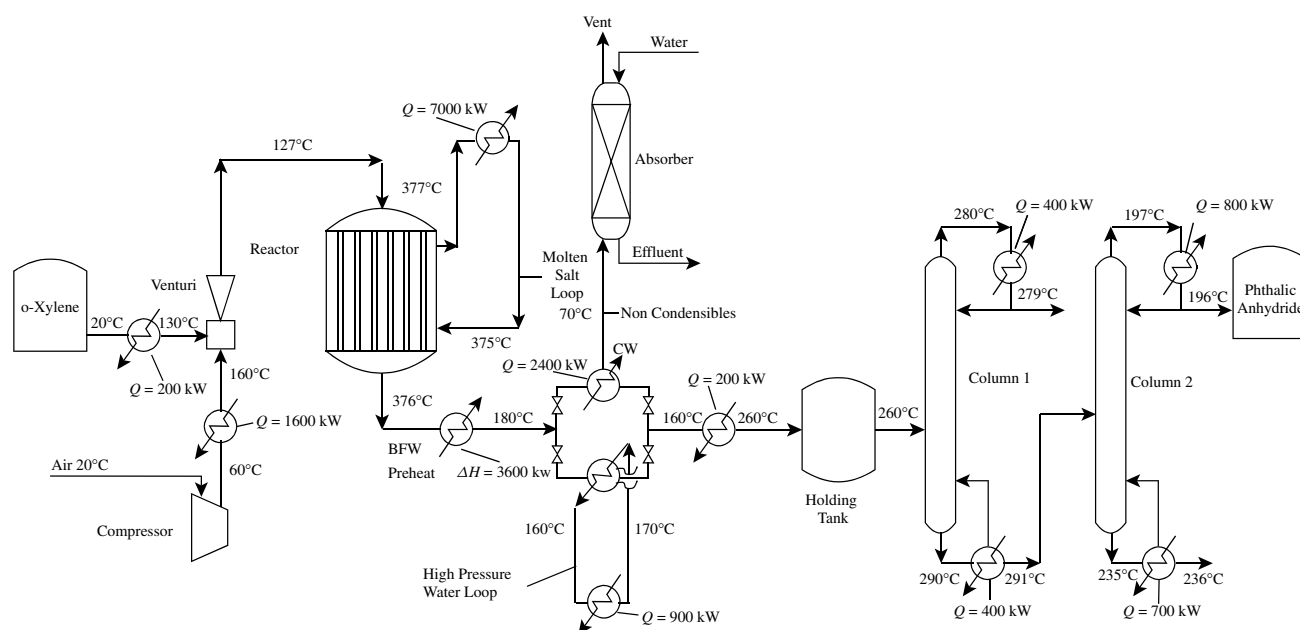 Vent
Water
Q = 7000 kW
127°C
Absorber
377°C
280°C
Q = 400 kW
197°C
Q = 800 kW
Reactor
Effluent
Molten
Salt
Loop
Venturi
o-Xylene
20°C
130°C
70°C
Non Condensibles
279°C
196°C
Phthalic
Anhydride
375°C
CW
Q = 200 kW
160°C
Q = 2400 kW
Q = 200 kW
Column 1
Column 2
376°C
180°C
160°C
260°C
260°C
Q = 1600 kW
BFW
Preheat
ΔH = 3600 kw
Air 20°C
60°C
Holding
Tank
Compressor
160°C
170°C
High Pressure
Water Loop
290°C
291°C
235°C
236°C
Q = 900 kW
Q = 400 kW
Q = 700 kW